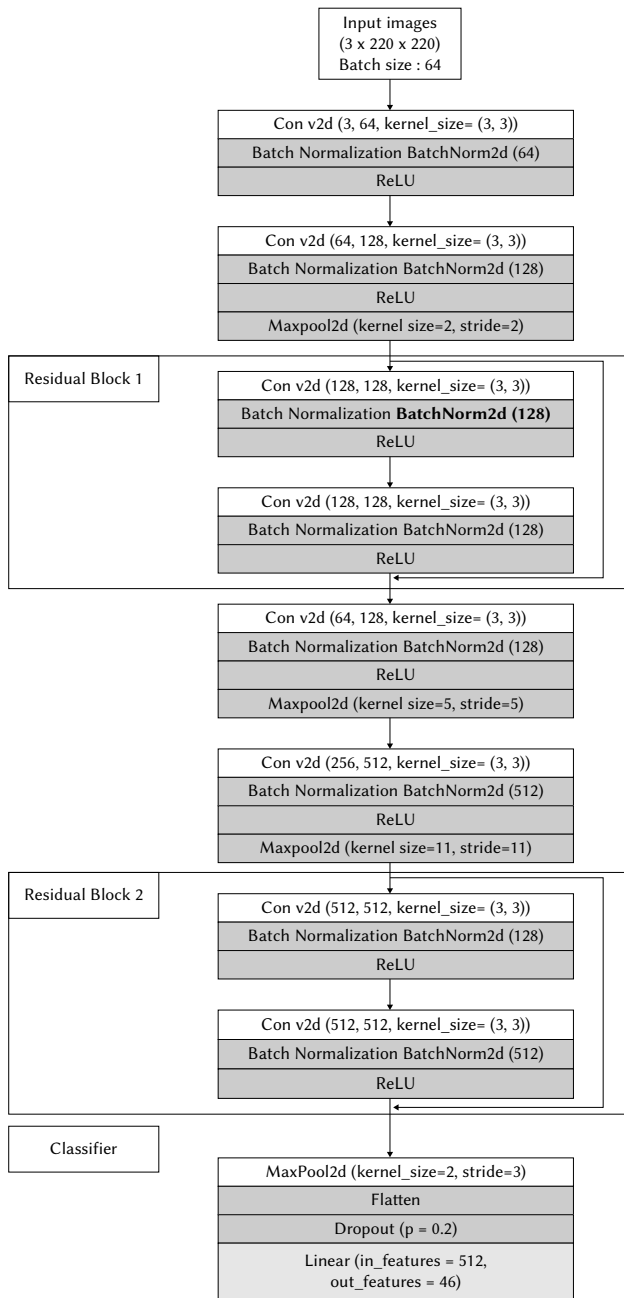 Input images
(3 x 220 x 220)
Batch size : 64
Con v2d (3, 64, kernel_size= (3, 3))
Batch Normalization BatchNorm2d (64)
ReLU
Con v2d (64, 128, kernel_size= (3, 3))
Batch Normalization BatchNorm2d (128)
ReLU
Maxpool2d (kernel size=2, stride=2)
Residual Block 1
Con v2d (128, 128, kernel_size= (3, 3))
Batch Normalization BatchNorm2d (128)
ReLU
Con v2d (128, 128, kernel_size= (3, 3))
Batch Normalization BatchNorm2d (128)
ReLU
Con v2d (64, 128, kernel_size= (3, 3))
Batch Normalization BatchNorm2d (128)
ReLU
Maxpool2d (kernel size=5, stride=5)
Con v2d (256, 512, kernel_size= (3, 3))
Batch Normalization BatchNorm2d (512)
ReLU
Maxpool2d (kernel size=11, stride=11)
Residual Block 2
Con v2d (512, 512, kernel_size= (3, 3))
Batch Normalization BatchNorm2d (128)
ReLU
Con v2d (512, 512, kernel_size= (3, 3))
Batch Normalization BatchNorm2d (512)
ReLU
Classifier
MaxPool2d (kernel_size=2, stride=3)
Flatten
Dropout (p = 0.2)
Linear (in_features = 512,
out_features = 46)